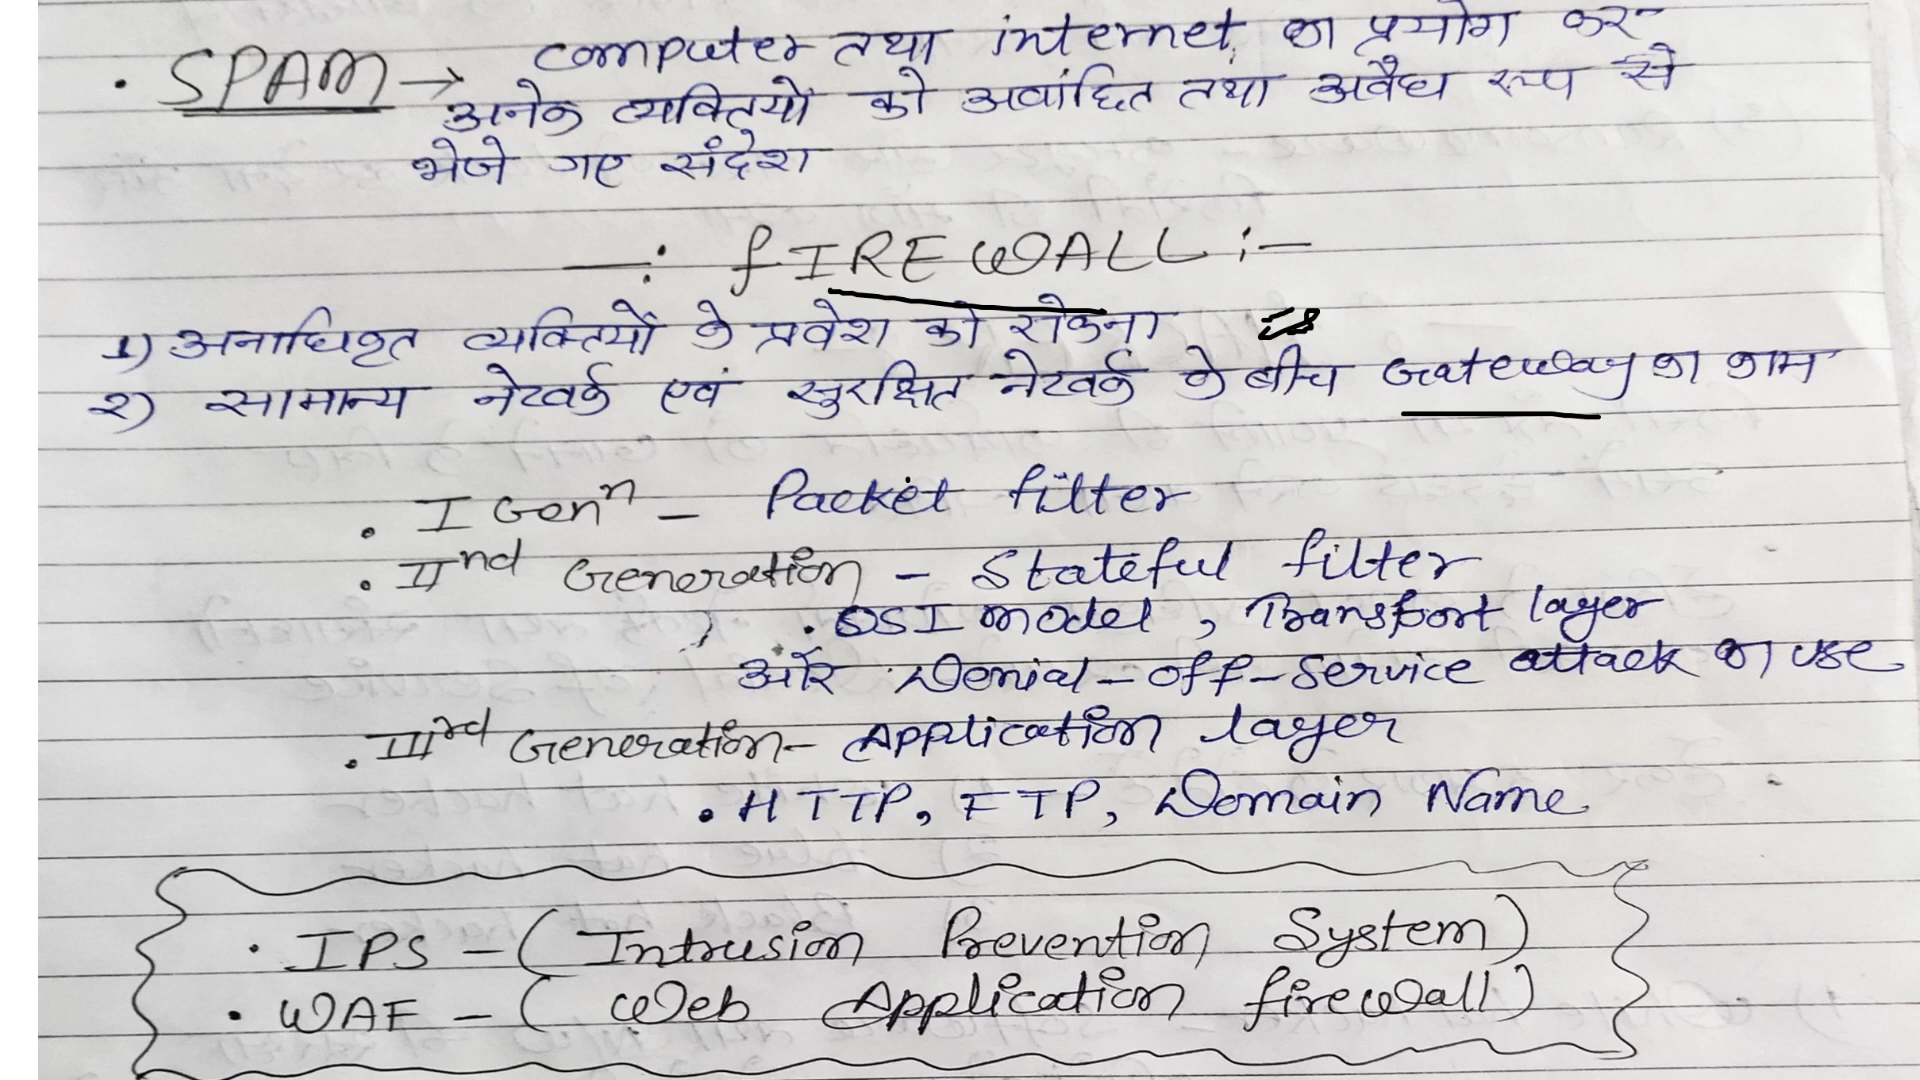 • SPAM → computer तथा internet का प्रयोग कर
अनेक व्यक्तियों को अवांछित तथा अवैध रूप से
भेजे गए संदेश
—: fIREWALL :—
1) अनाधिकृत व्यक्तियों के प्रवेश को रोकना
२) सामान्य नेटवर्क एवं सुरक्षित नेटवर्क के बीच Gateway का काम
• I Genⁿ — Packet filter
• IInd Generation — Stateful filter
• OSI model, Transport layer
और Denial-off-Service attack का use
• IIIrd Generation- Application layer
• HTTP, FTP, Domain Name
• IPS - (Intrusion Prevention System)
• WAF - (Web Application firewall)